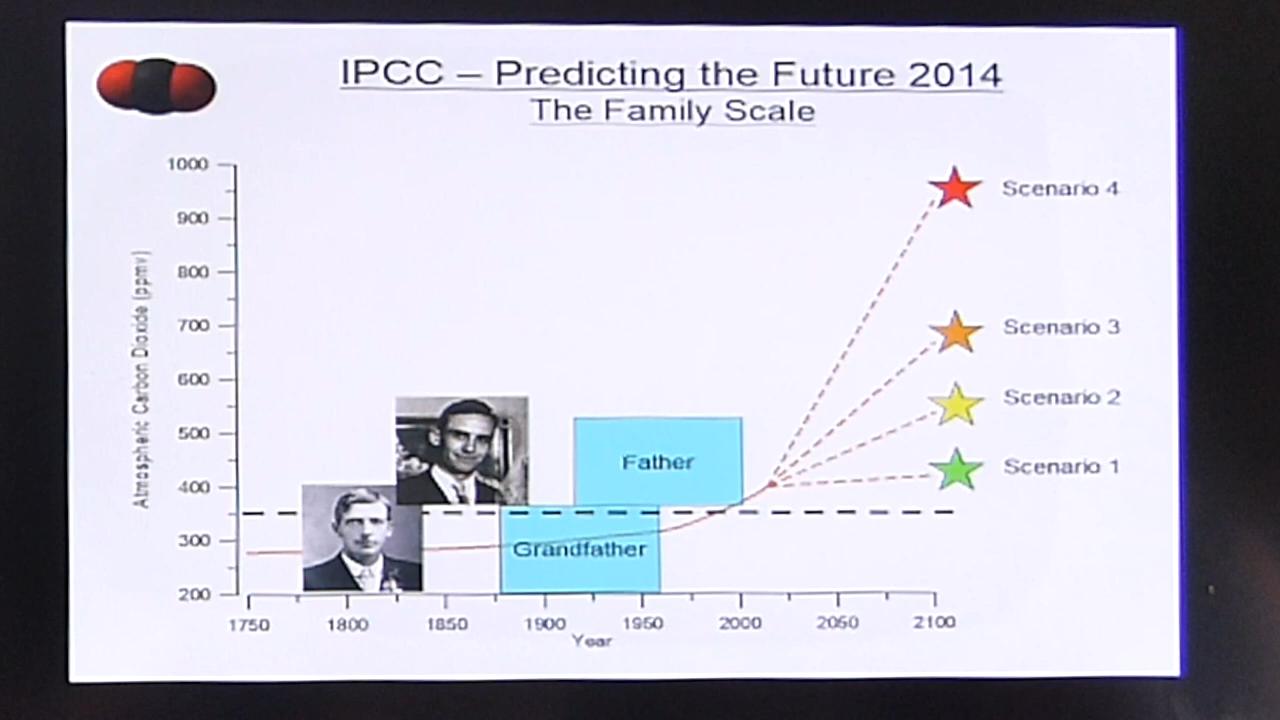 IPCC – Predicting the Future 2014
The Family Scale
1000
900
800
700
600
500
400
300
200
Atmospheric Carbon Dioxide (ppmv)
Scenario 4
Scenario 3
Scenario 2
Scenario 1
Father
Grandfather
1750 1800 1850 1900 1950 2000 2050 2100
Year